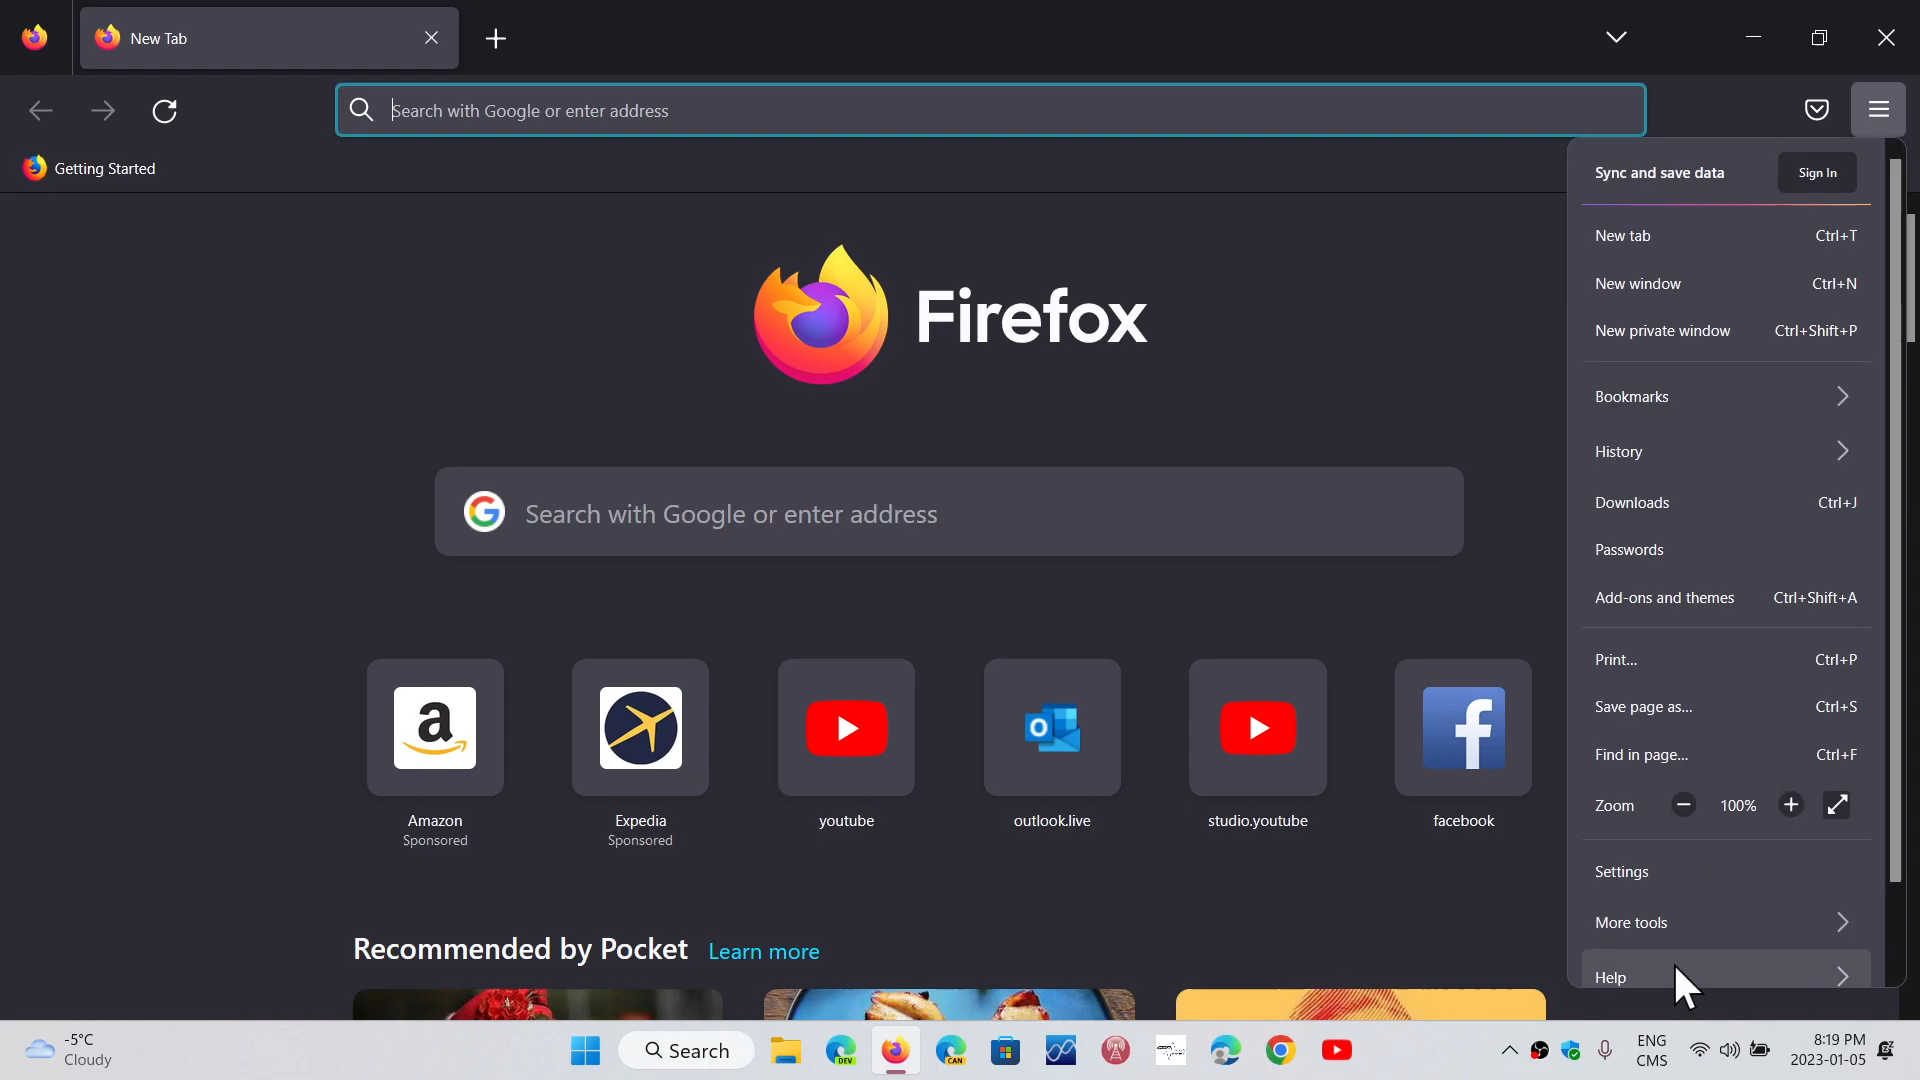 New Tab
Search with Google or enter address
Getting Started
Sync and save data Sign In
New tab Ctrl+T
New window Ctrl+N
New private window Ctrl+Shift+P
Bookmarks
History
Downloads Ctrl+J
Passwords
Add-ons and themes Ctrl+Shift+A
Print... Ctrl+P
Save page as... Ctrl+S
Find in page... Ctrl+F
Zoom 100%
Settings
More tools
Help
Firefox
Search with Google or enter address
Amazon
Sponsored
Expedia
Sponsored
youtube
outlook.live
studio.youtube
facebook
Recommended by Pocket Learn more
-5°C
Cloudy
Search
DEV
CAN
ENG
CMS
8:19 PM
2023-01-05